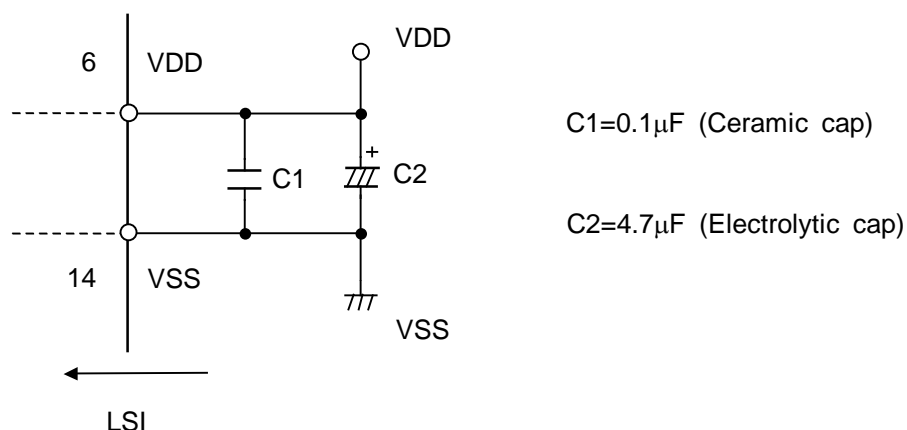 VDD
6 VDD
C1=0.1μF (Ceramic cap)
+
C1 C2
C2=4.7μF (Electrolytic cap)
14 VSS
VSS
LSI